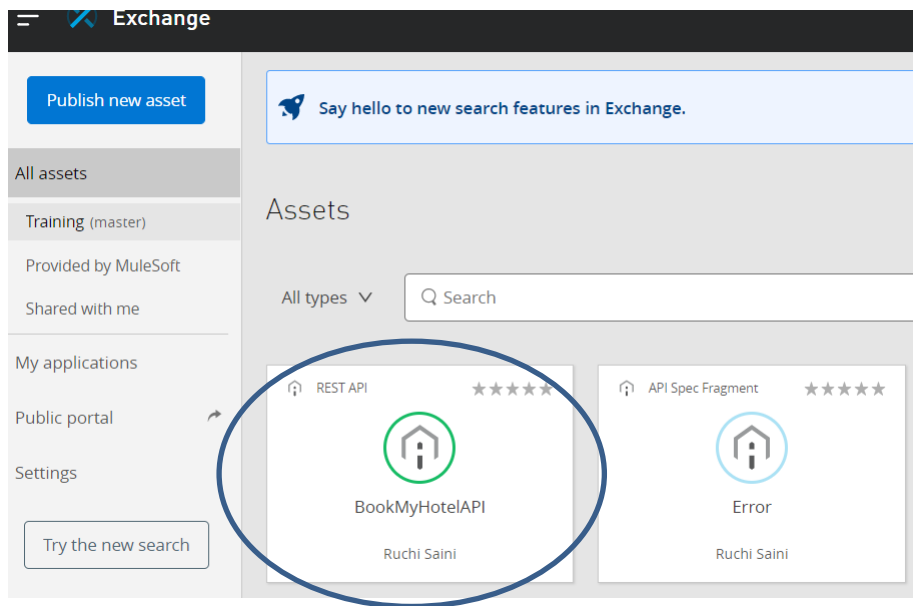 Exchange
Publish new asset
All assets
Training (master)
Provided by MuleSoft
Shared with me
My applications
Public portal
Settings
Try the new search
Say hello to new search features in Exchange.
Assets
All types
Search
REST API
BookMyHotelAPI
Ruchi Saini
API Spec Fragment
Error
Ruchi Saini